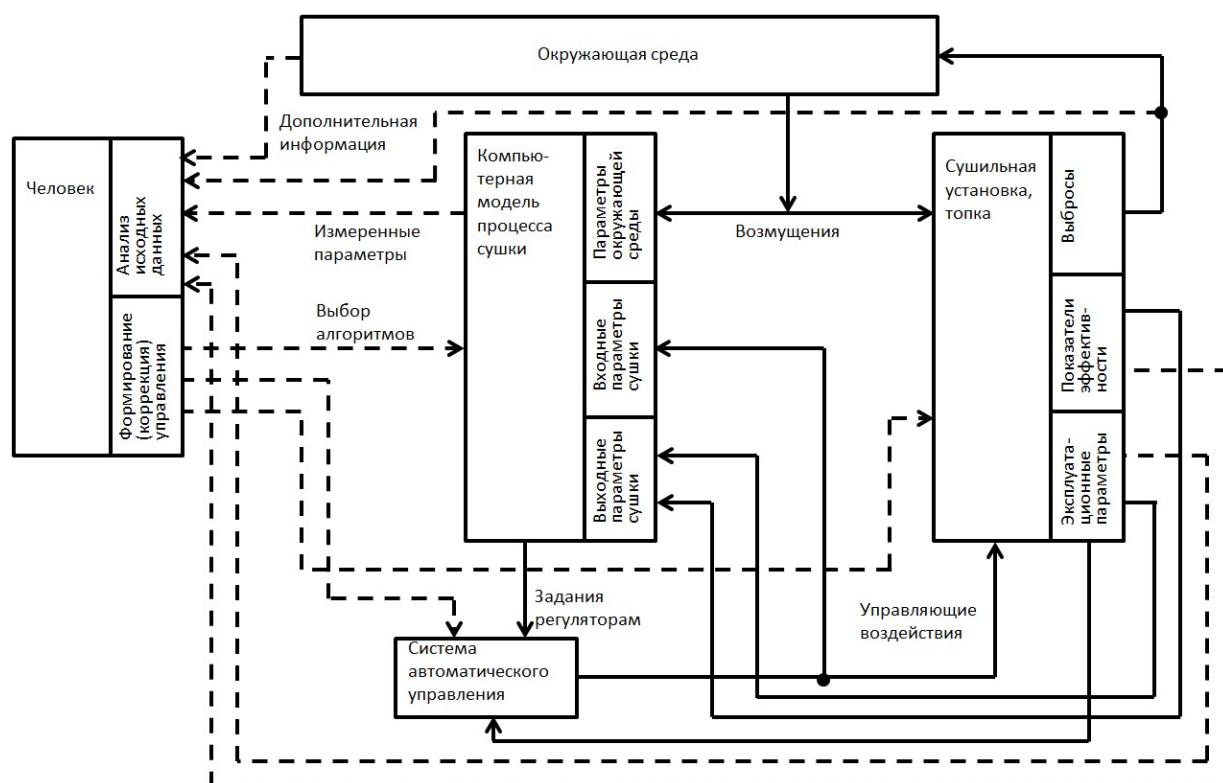 Окружающая среда
Дополнительная
информация
Человек
Анализ
исходных
данных
Формирование
(коррекция)
управления
Измеренные
параметры
Выбор
алгоритмов
Компью-
терная
модель
процесса
сушки
Параметры
окружающей
среды
Входные
параметры
сушки
Выходные
параметры
сушки
Возмущения
Сушильная
установка,
топка
Выбросы
Показатели
эффектив-
ности
Эксплуата-
ционные
параметры
Задания
регуляторам
Управляющие
воздействия
Система
автоматического
управления